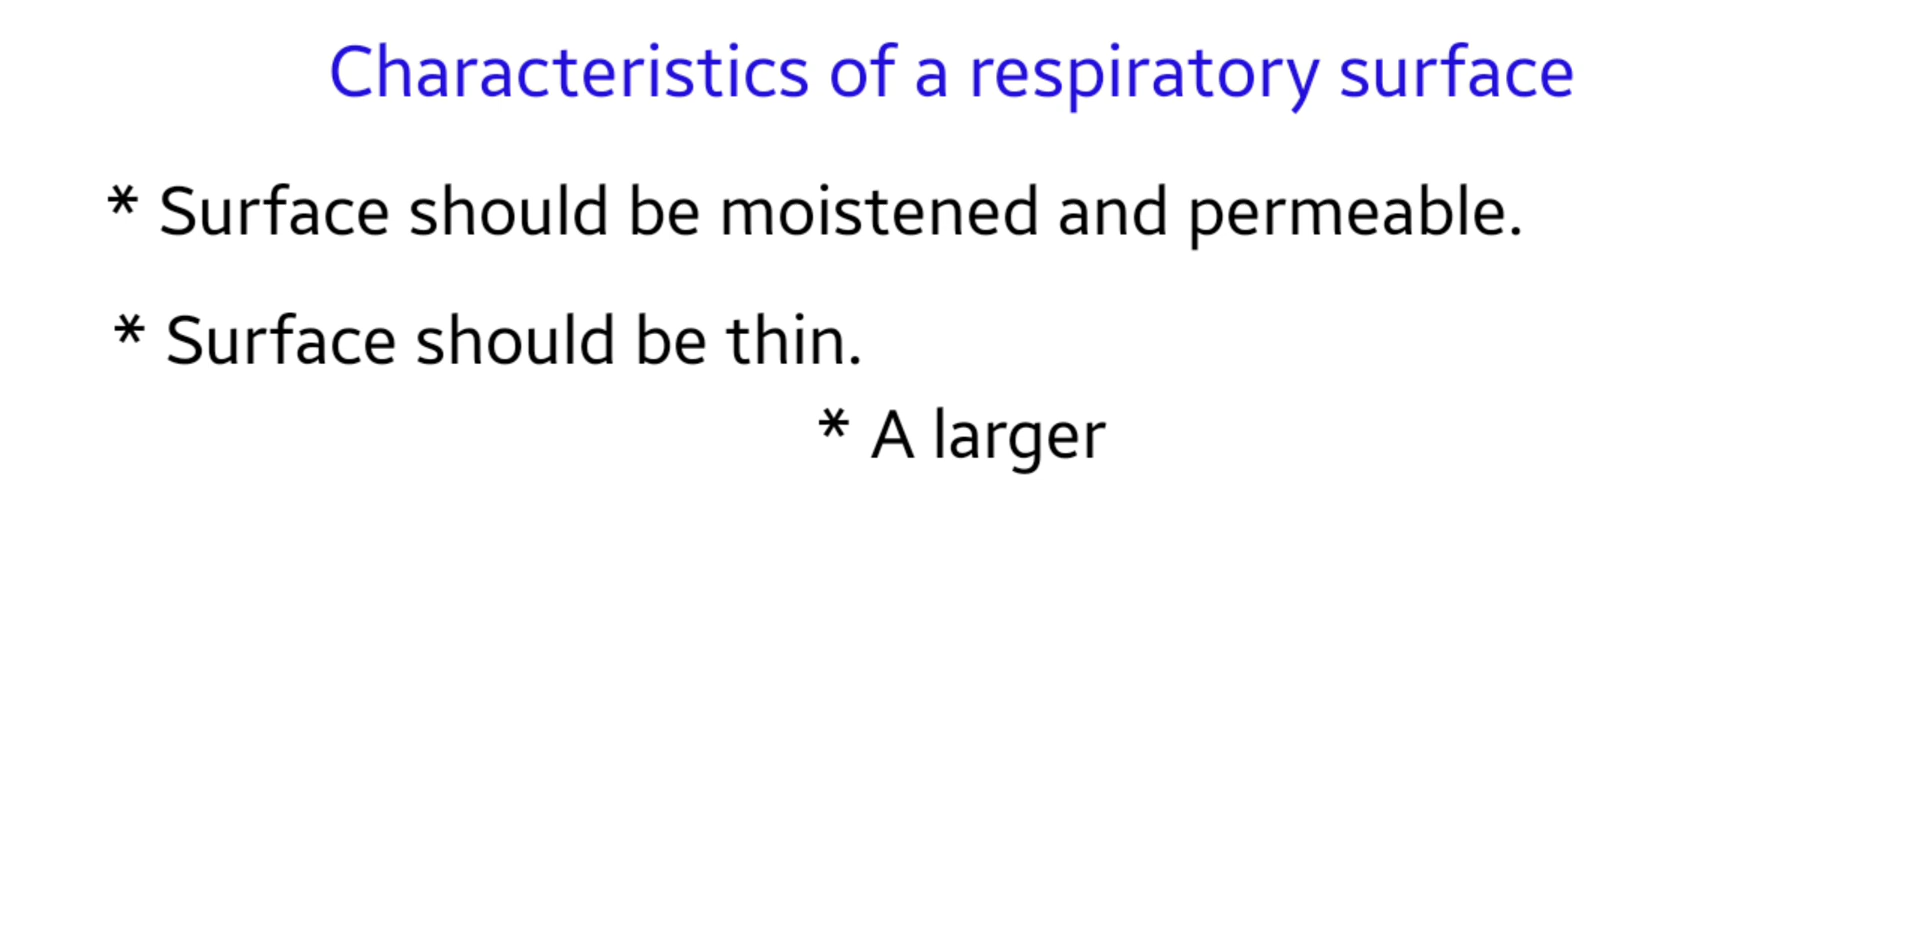 Characteristics of a respiratory surface
* Surface should be moistened and permeable.
* Surface should be thin.
* A larger